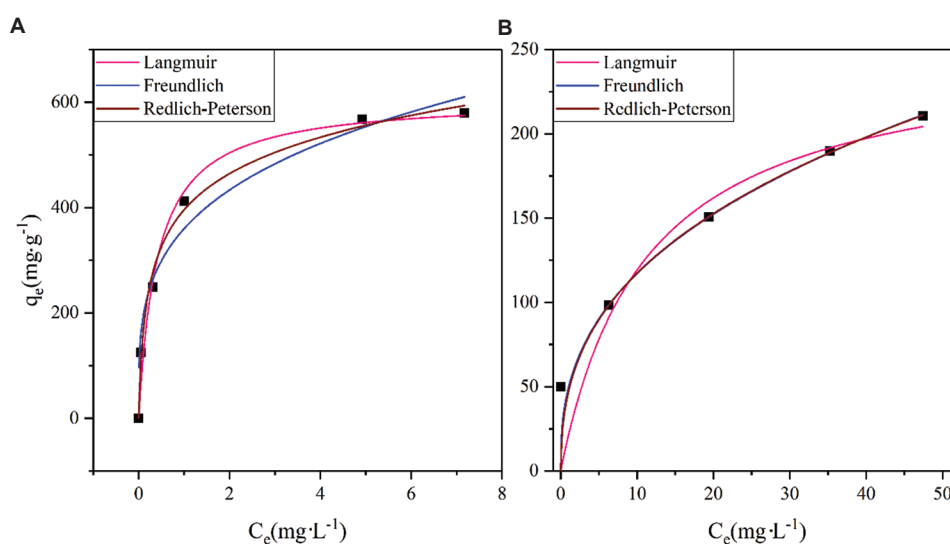 A
Langmuir
Freundlich
Redlich-Peterson
600
400
200
0
qe(mg·g-1)
0
2
4
6
8
Ce(mg·L-1)
B
Langmuir
Freundlich
Redlich-Peterson
250
200
150
100
50
0
0
10
20
30
40
50
Ce(mg·L-1)